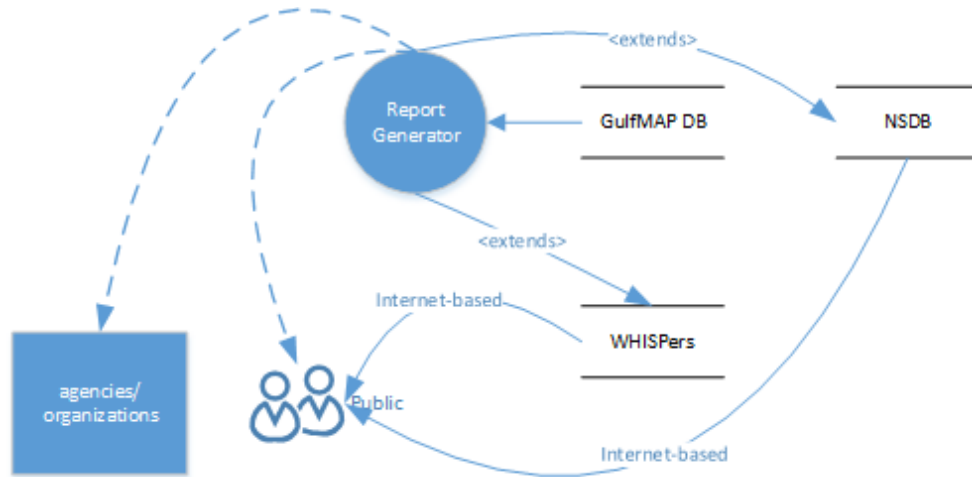 <extends>
Report
Generator
GulfMAP DB
NSDB
<extends>
Internet-based
WHISPers
agencies/
organizations
Public
Internet-based